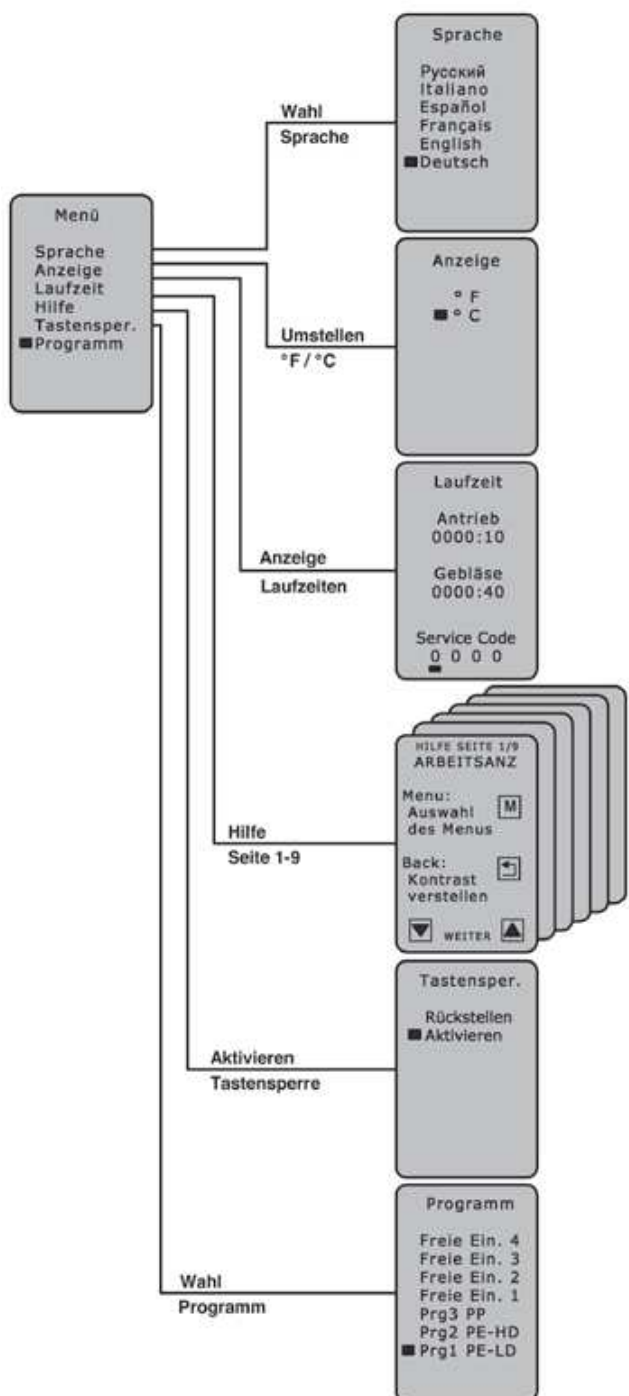 Menü
Sprache
Anzeige
Laufzeit
Hilfe
Tastensper.
Programm
Wahl
Sprache
Sprache
Русский
Italiano
Español
Français
English
Deutsch
Umstellen
°F / °C
Anzeige
° F
° C
Anzeige
Laufzeiten
Laufzeit
Antrieb
0000:10
Gebläse
0000:40
Service Code
0 0 0 0
Hilfe
Seite 1-9
HILFE SEITE 1/9
ARBEITSANZ
Menu:
Auswahl
des Menus
M
Back:
Kontrast
verstellen
WEITER
Aktivieren
Tastensperre
Tastensper.
Rückstellen
Aktivieren
Wahl
Programm
Programm
Freie Ein. 4
Freie Ein. 3
Freie Ein. 2
Freie Ein. 1
Prg3 PP
Prg2 PE-HD
Prg1 PE-LD